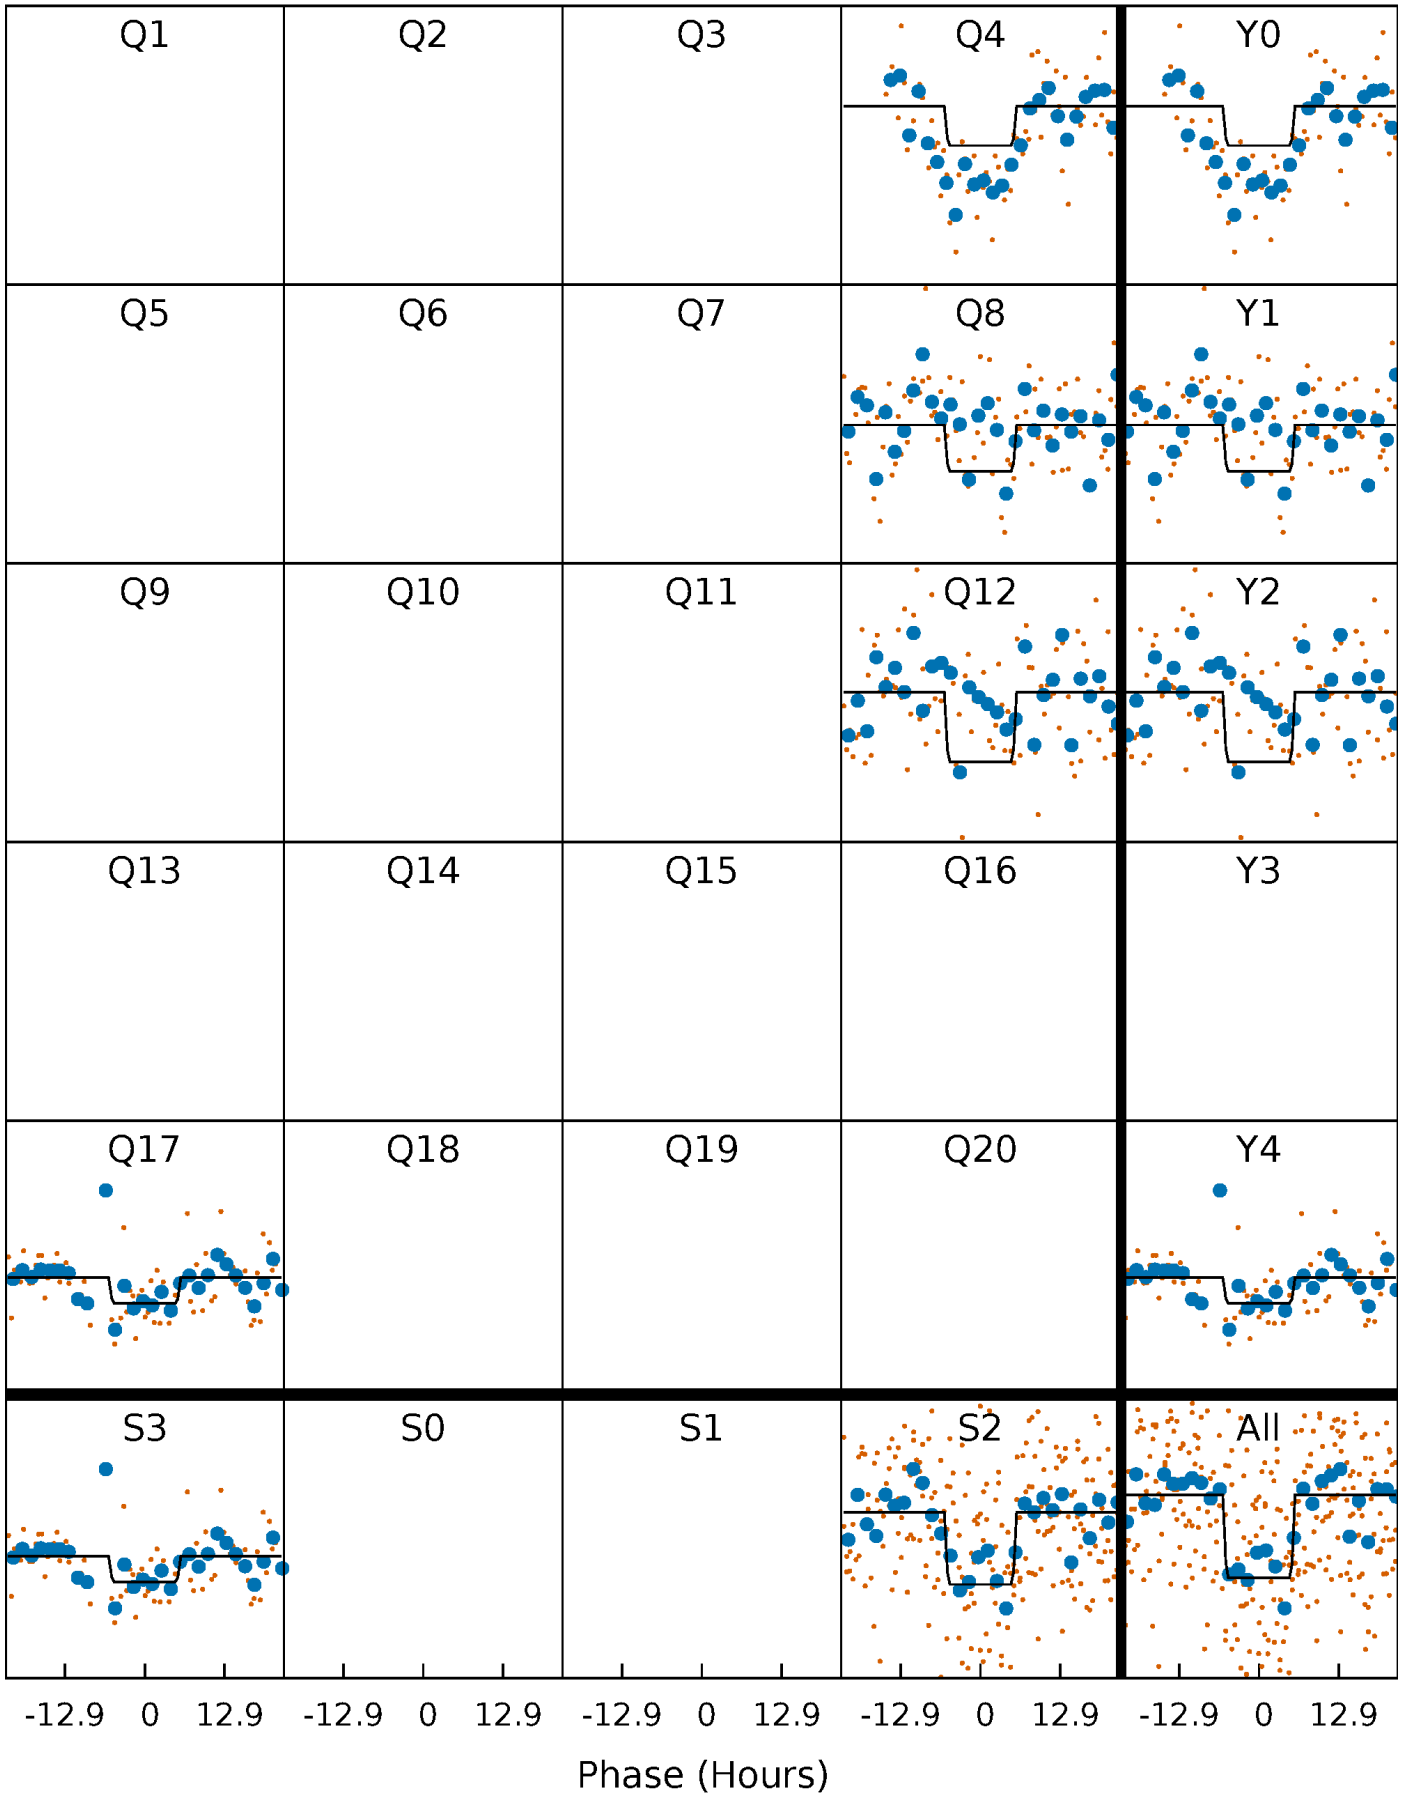 Q1 Q2 Q3 Q4 Y0
Q5 Q6 Q7 Q8 Y1
Q9 Q10 Q11 Q12 Y2
Q13 Q14 Q15 Q16 Y3
Q17 Q18 Q19 Q20 Y4
S3 S0 S1 S2 All
-12.9 0 12.9 -12.9 0 12.9 -12.9 0 12.9 -12.9 0 12.9 -12.9 0 12.9
Phase (Hours)